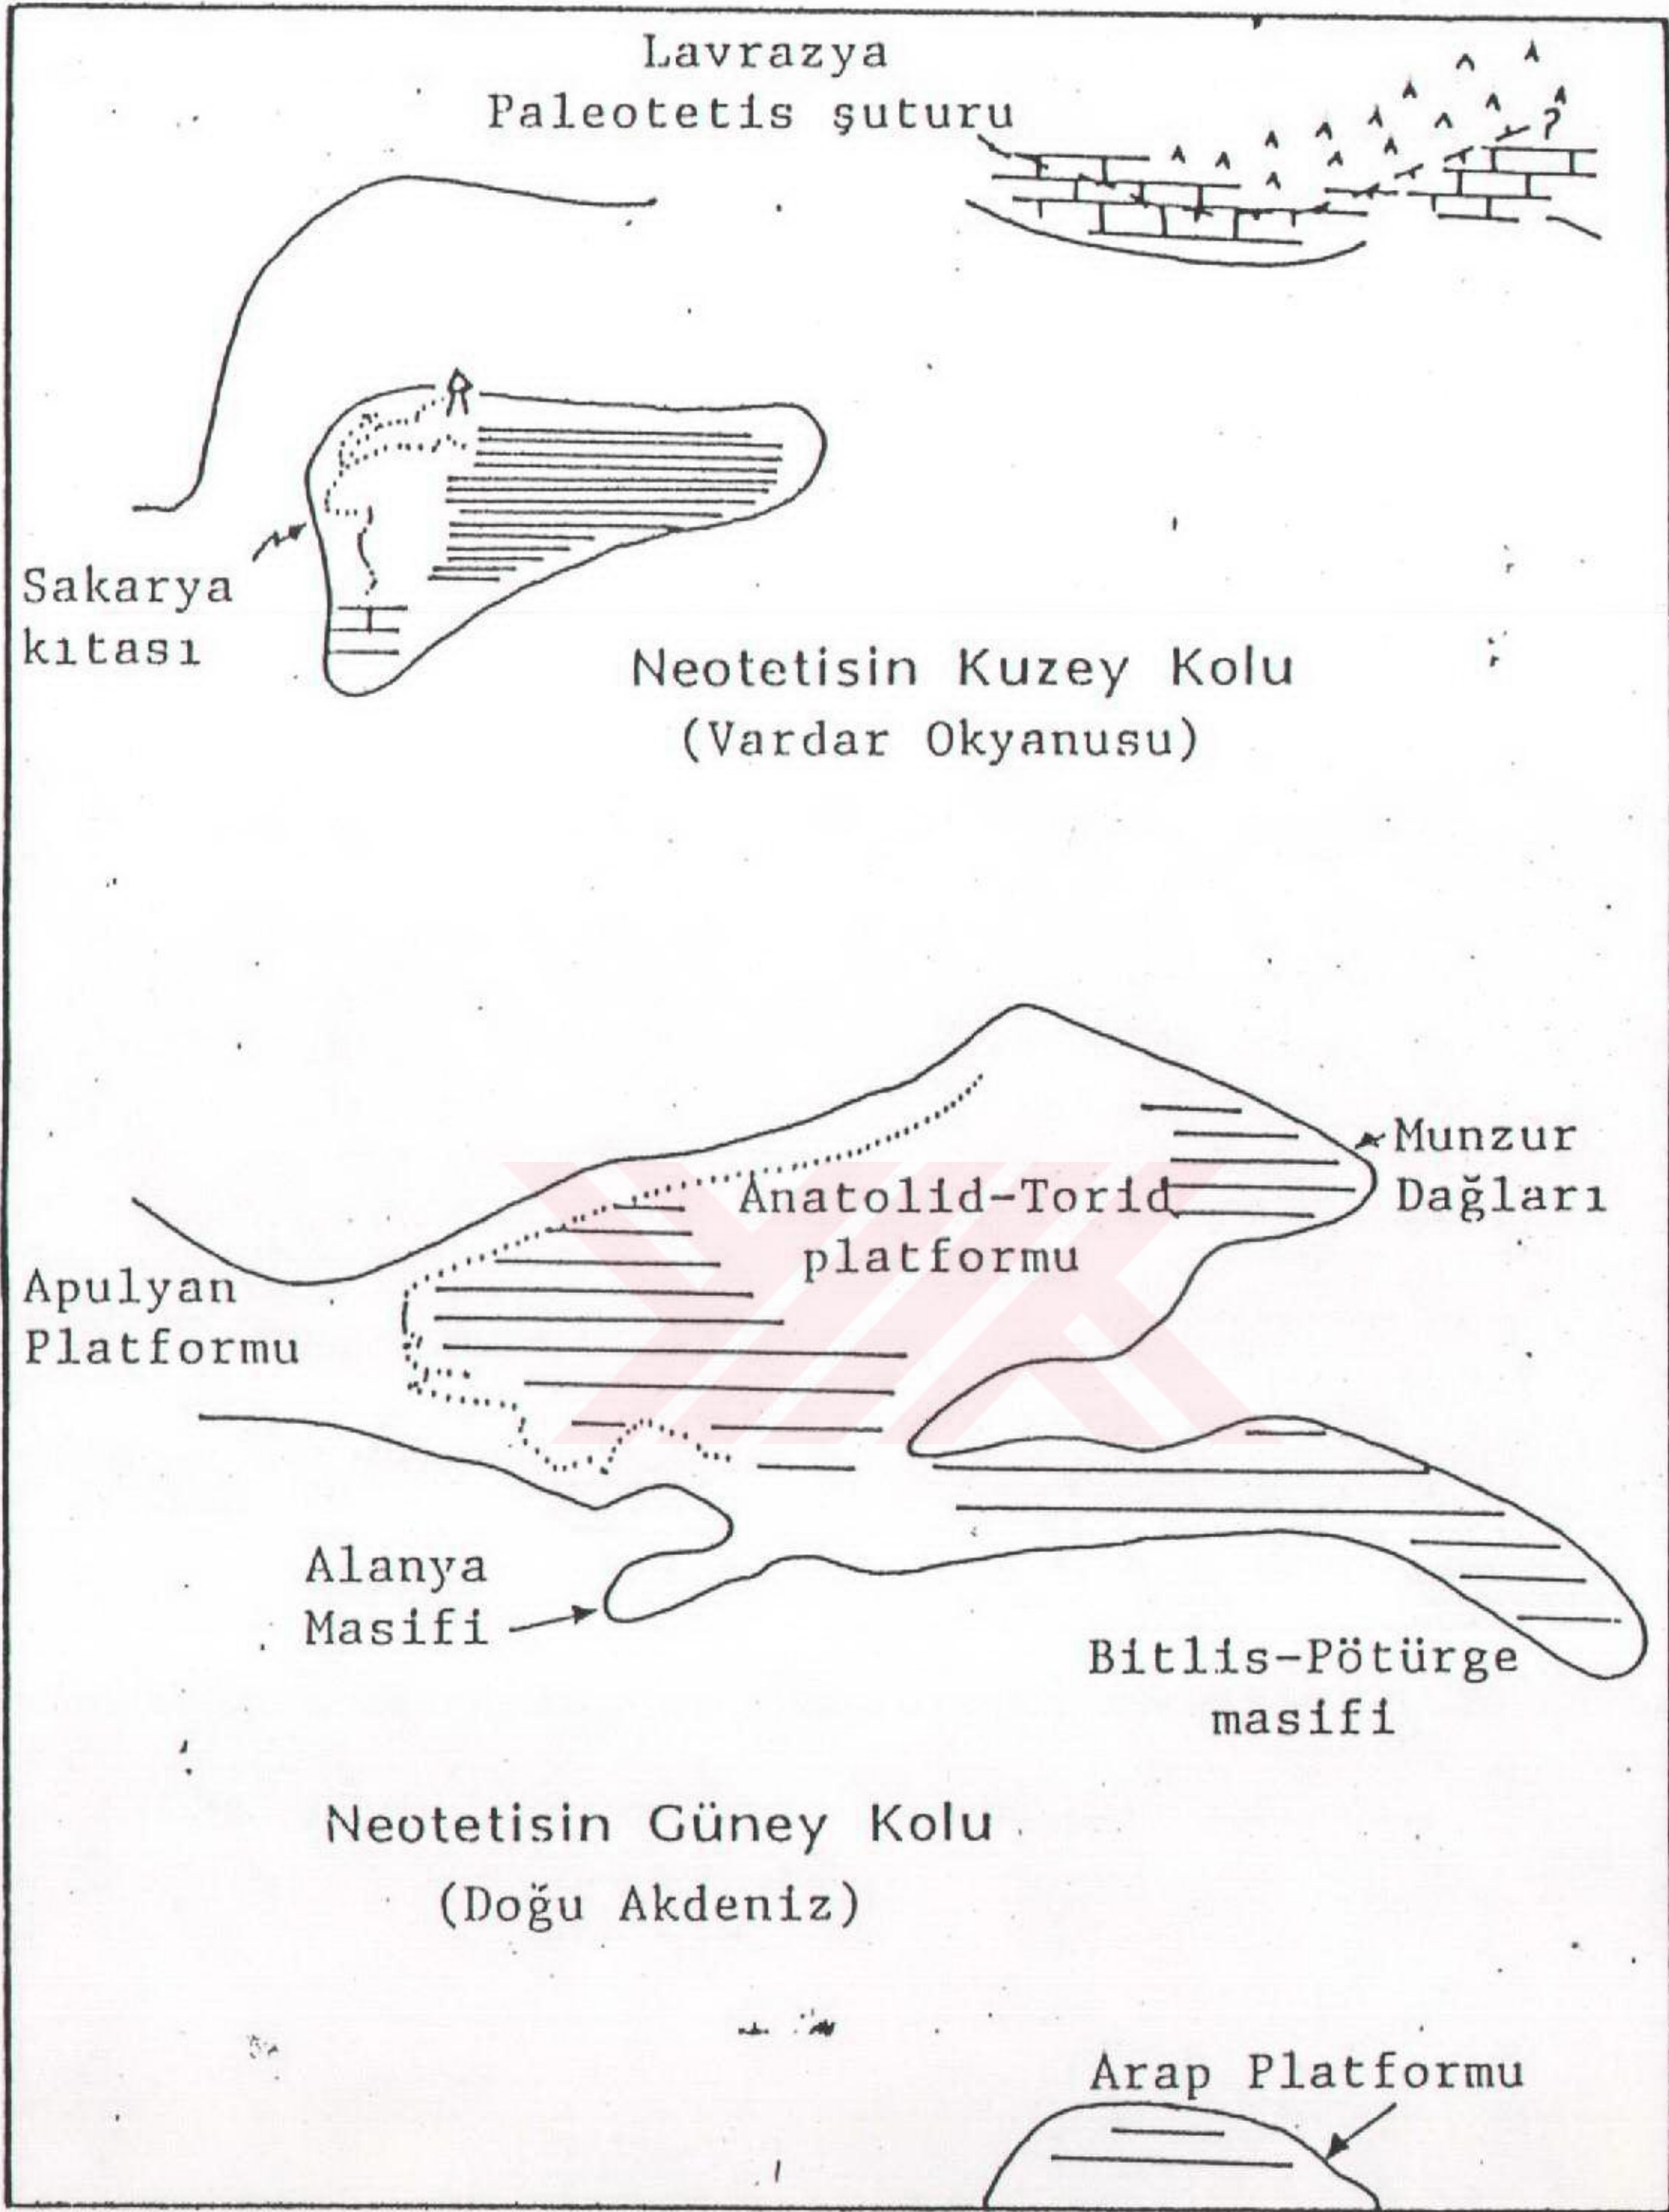 Lavrazya
Paleotetis şuturu
?
Sakarya
kıtası
Neotetisin Kuzey Kolu
(Vardar Okyanusu)
Munzur
Dağları
Anatolid-Torid
platformu
Apulyan
Platformu
Alanya
Masifi
Bitlis-Pötürge
masifi
Neotetisin Güney Kolu
(Doğu Akdeniz)
Arap Platformu